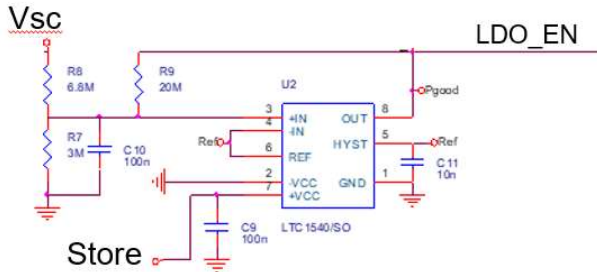 Vsc
LDO_EN
R8
6.8M
R9
20M
U2
Pgood
3
+IN
OUT
8
4
-IN
Ref
HYST
5
Ref
6
REF
R7
3M
C10
100n
C11
10n
2
-VCC
GND
1
7
+VCC
C9
100n
LTC1540/SO
Store